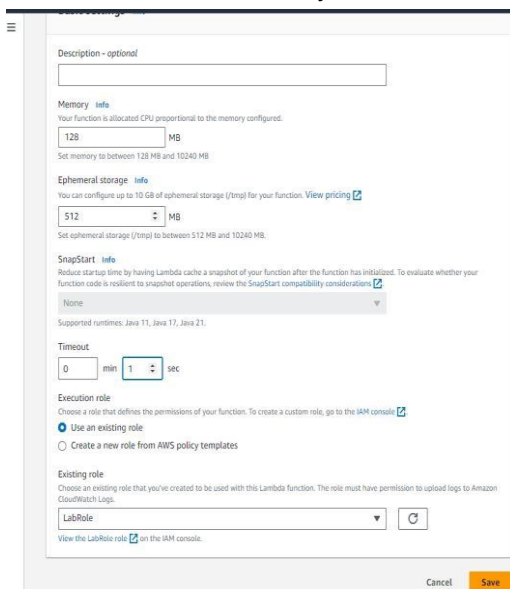 Description - optional
Memory Info
Your function is allocated CPU proportional to the memory configured.
128 MB
Set memory to between 128 MB and 10240 MB
Ephemeral storage Info
You can configure up to 10 GB of ephemeral storage (/tmp) for your function. View pricing
512 MB
Set ephemeral storage (/tmp) to between 512 MB and 10240 MB.
SnapStart Info
Reduce startup time by having Lambda cache a snapshot of your function after the function has initialized. To evaluate whether your
function code is resilient to snapshot operations, review the SnapStart compatibility considerations.
None
Supported runtimes: Java 11, Java 17, Java 21.
Timeout
0 min 1 sec
Execution role
Choose a role that defines the permissions of your function. To create a custom role, go to the IAM console.
Use an existing role
Create a new role from AWS policy templates
Existing role
Choose an existing role that you've created to be used with this Lambda function. The role must have permission to upload logs to Amazon
CloudWatch Logs.
LabRole
View the LabRole role on the IAM console.
Cancel Save